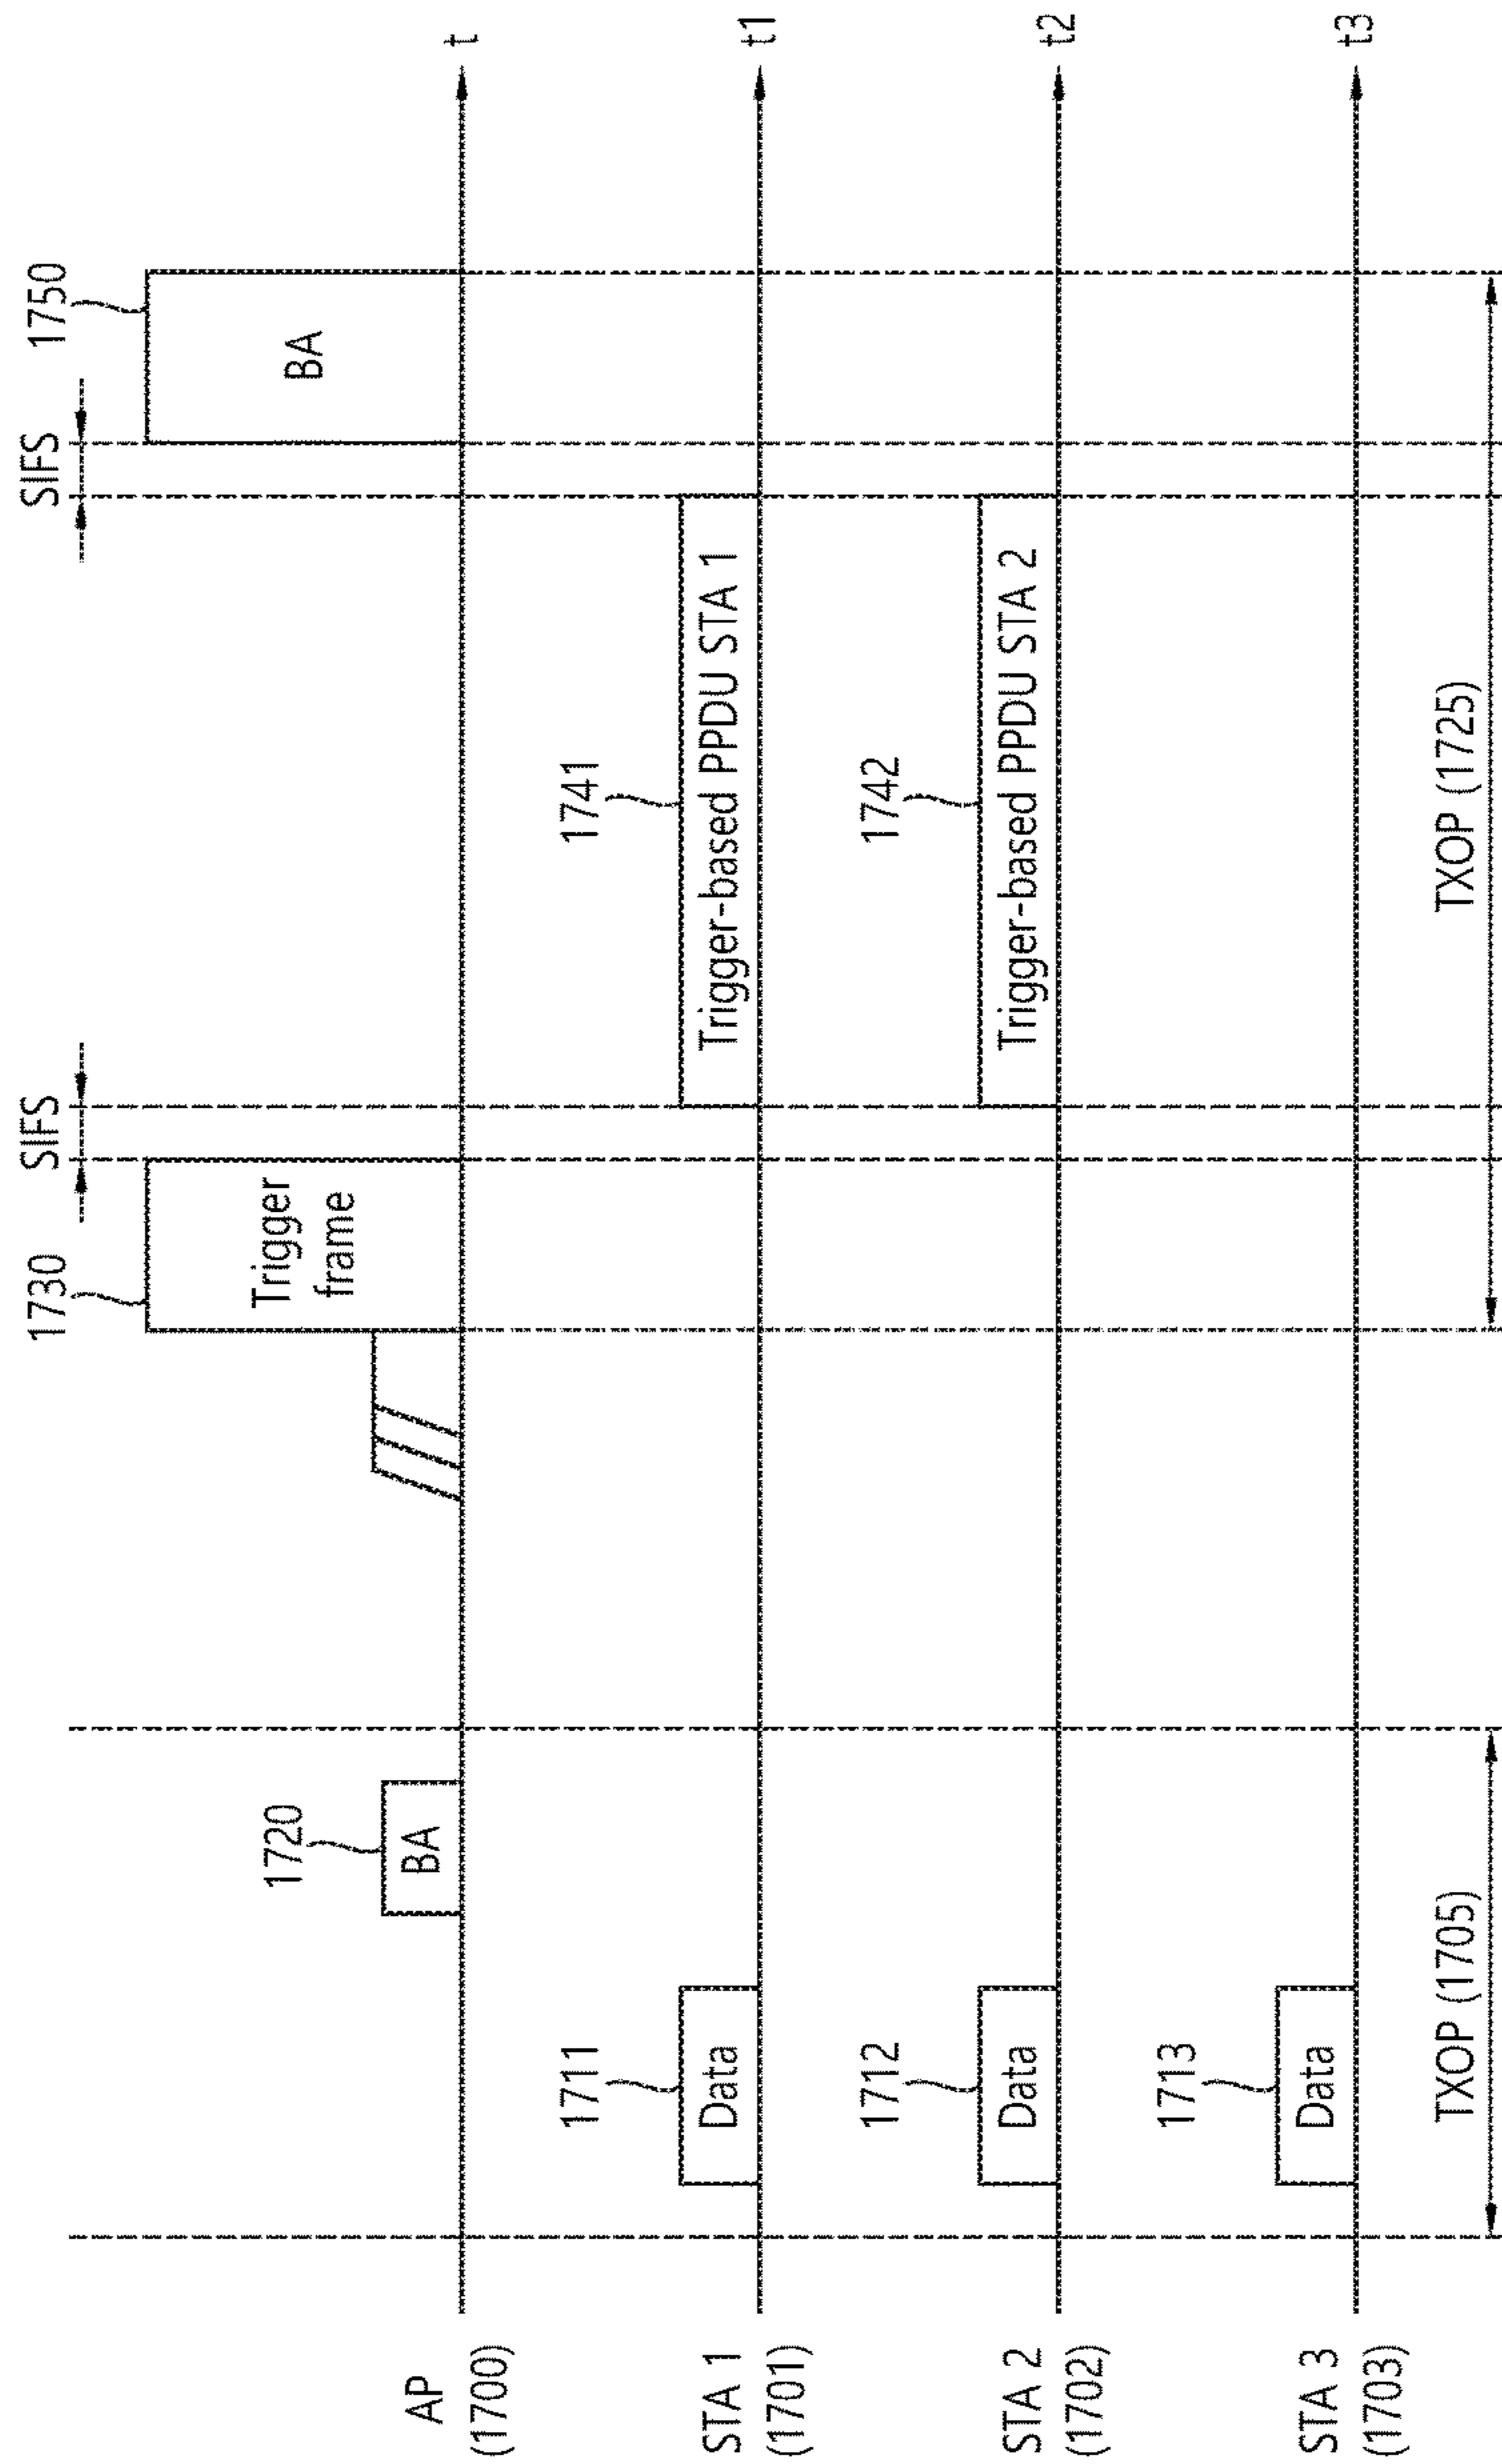 1730
SIFS
SIFS
1750
1720
BA
Trigger
frame
BA
AP
(1700)
t
1711
Data
1741
Trigger-based PPDU STA 1
STA 1
(1701)
t1
1712
Data
1742
Trigger-based PPDU STA 2
STA 2
(1702)
t2
1713
Data
STA 3
(1703)
t3
TXOP (1705)
TXOP (1725)